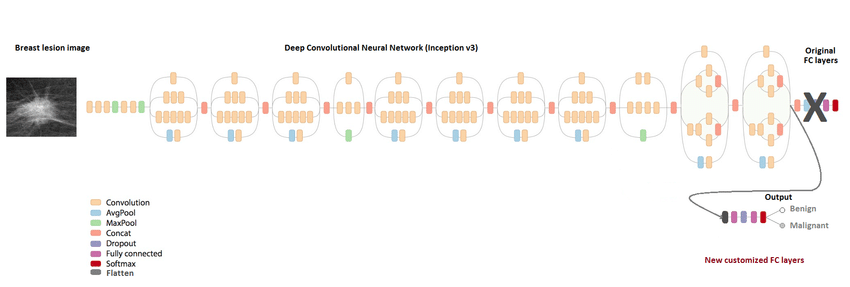 Breast lesion image
Deep Convolutional Neural Network (Inception v3)
Original
FC layers
X
Convolution
AvgPool
MaxPool
Concat
Dropout
Fully connected
Softmax
Flatten
Output
Benign
Malignant
New customized FC layers